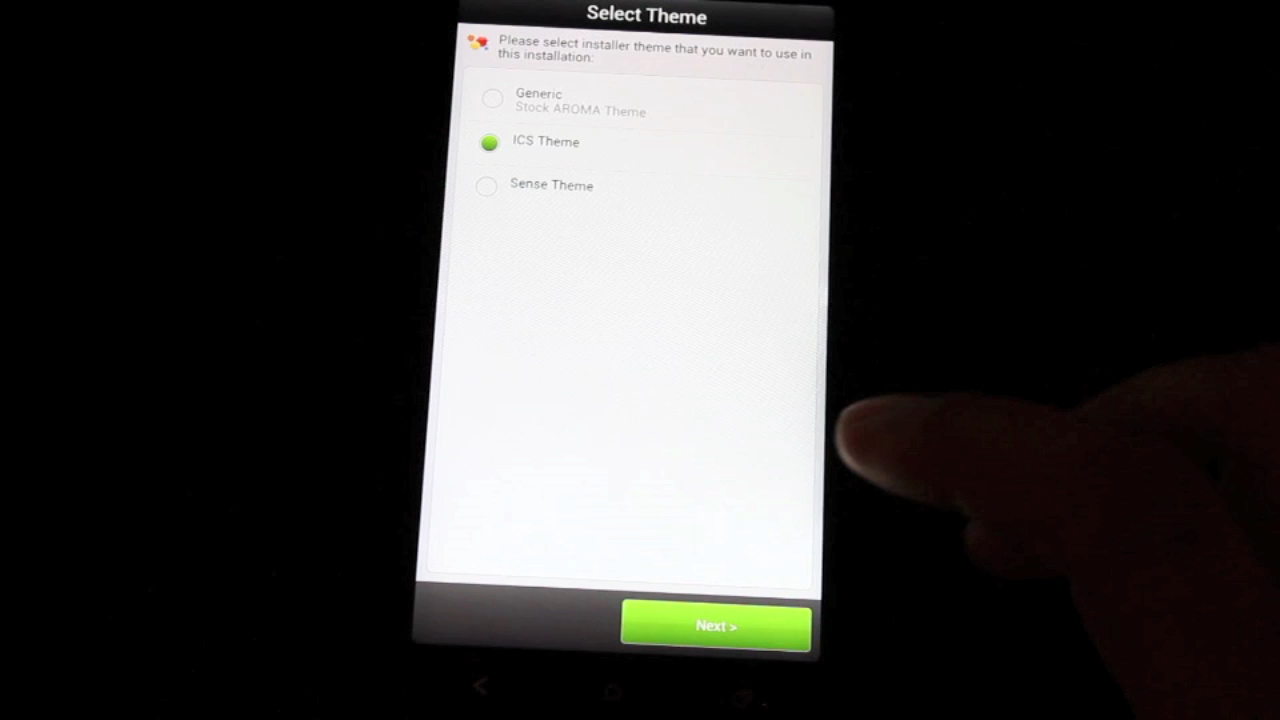 Select Theme
Please select installer theme that you want to use in
this installation:
Generic
Stock AROMA Theme
ICS Theme
Sense Theme
Next >